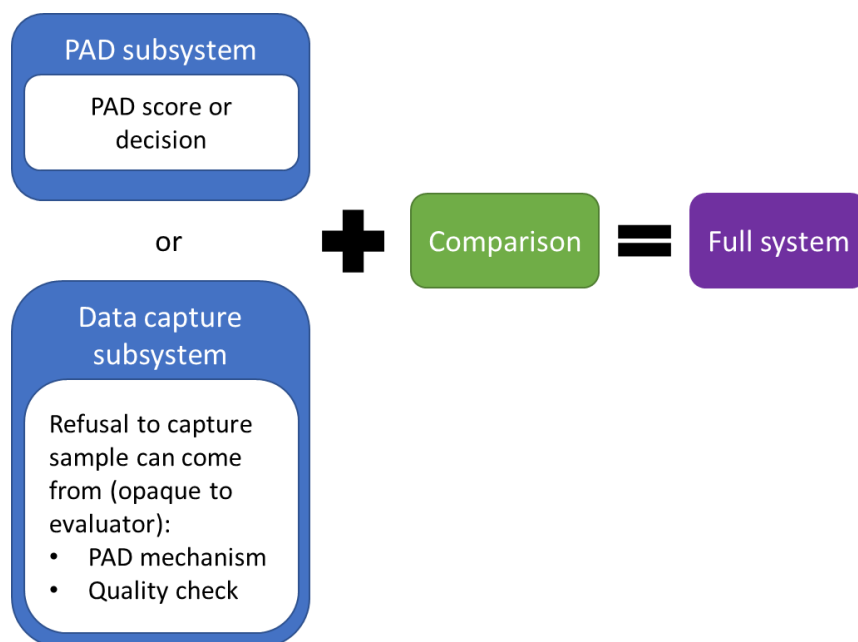 PAD subsystem
PAD score or
decision
or
Comparison
Full system
Data capture
subsystem
Refusal to capture
sample can come
from (opaque to
evaluator):
• PAD mechanism
• Quality check